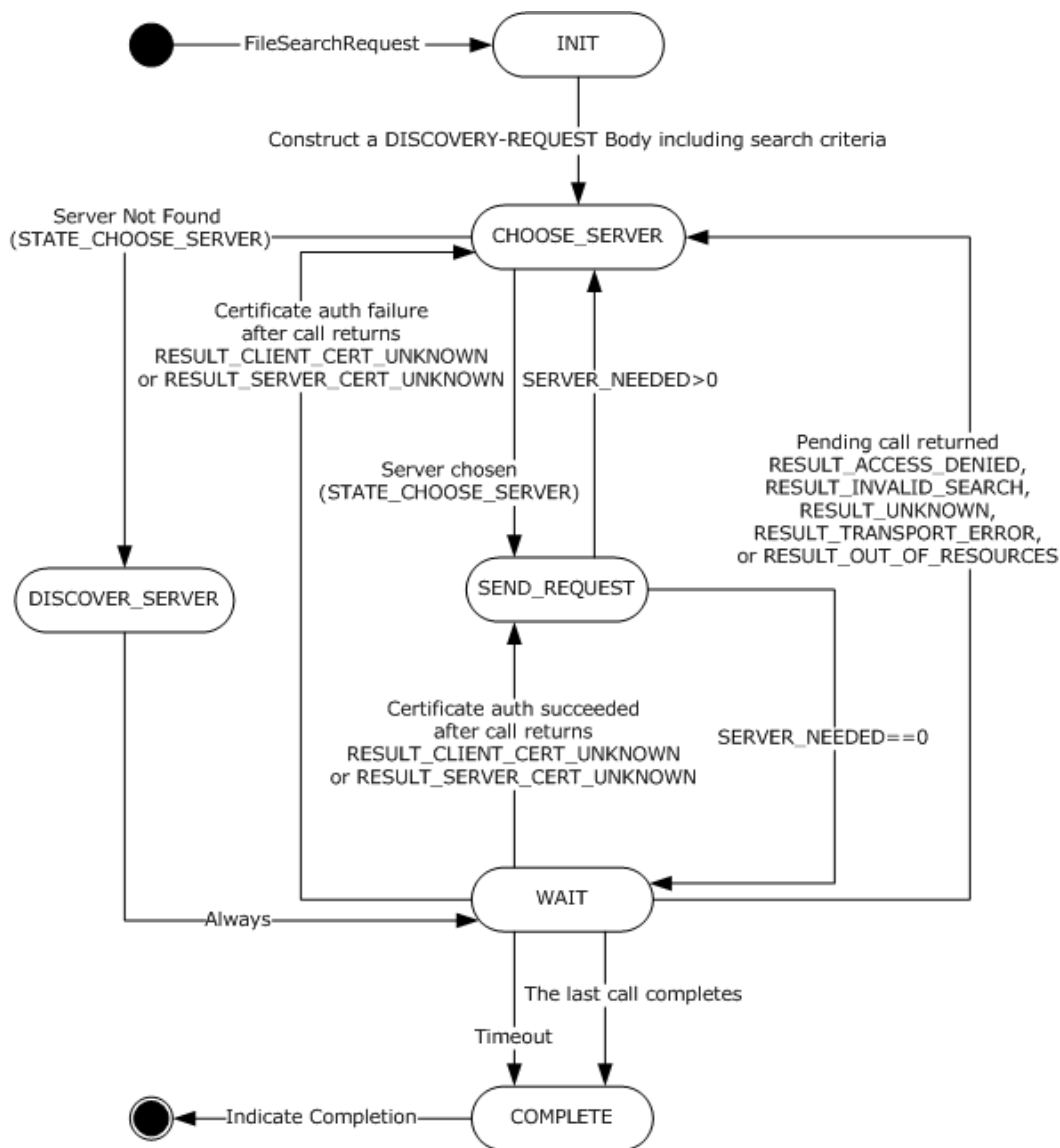 FileSearchRequest
INIT
Construct a DISCOVERY-REQUEST Body including search criteria
Server Not Found
(STATE_CHOOSE_SERVER)
CHOOSE_SERVER
Certificate auth failure
after call returns
RESULT_CLIENT_CERT_UNKNOWN
or RESULT_SERVER_CERT_UNKNOWN
SERVER_NEEDED>0
Server chosen
(STATE_CHOOSE_SERVER)
Pending call returned
RESULT_ACCESS_DENIED,
RESULT_INVALID_SEARCH,
RESULT_UNKNOWN,
RESULT_TRANSPORT_ERROR,
or RESULT_OUT_OF_RESOURCES
DISCOVER_SERVER
SEND_REQUEST
Certificate auth succeeded
after call returns
RESULT_CLIENT_CERT_UNKNOWN
or RESULT_SERVER_CERT_UNKNOWN
SERVER_NEEDED==0
WAIT
Always
The last call completes
Timeout
Indicate Completion
COMPLETE